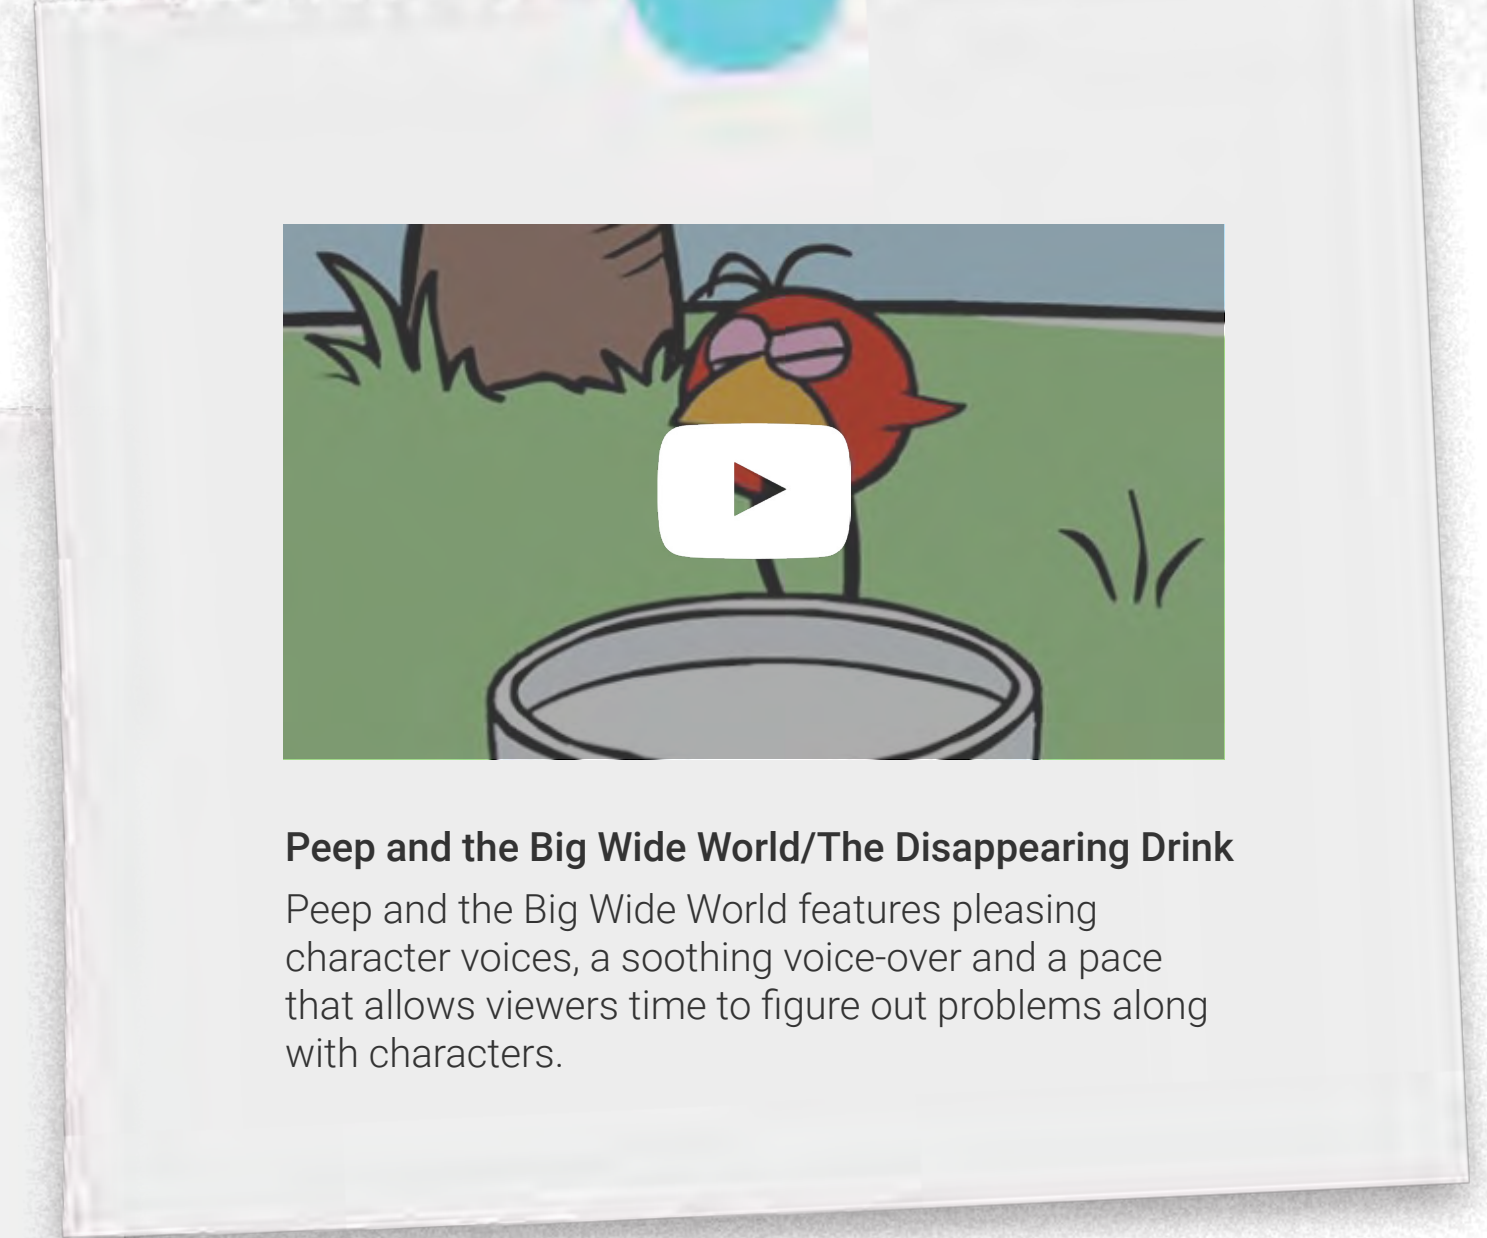 Peep and the Big Wide World/The Disappearing Drink
Peep and the Big Wide World features pleasing
character voices, a soothing voice-over and a pace
that allows viewers time to figure out problems along
with characters.